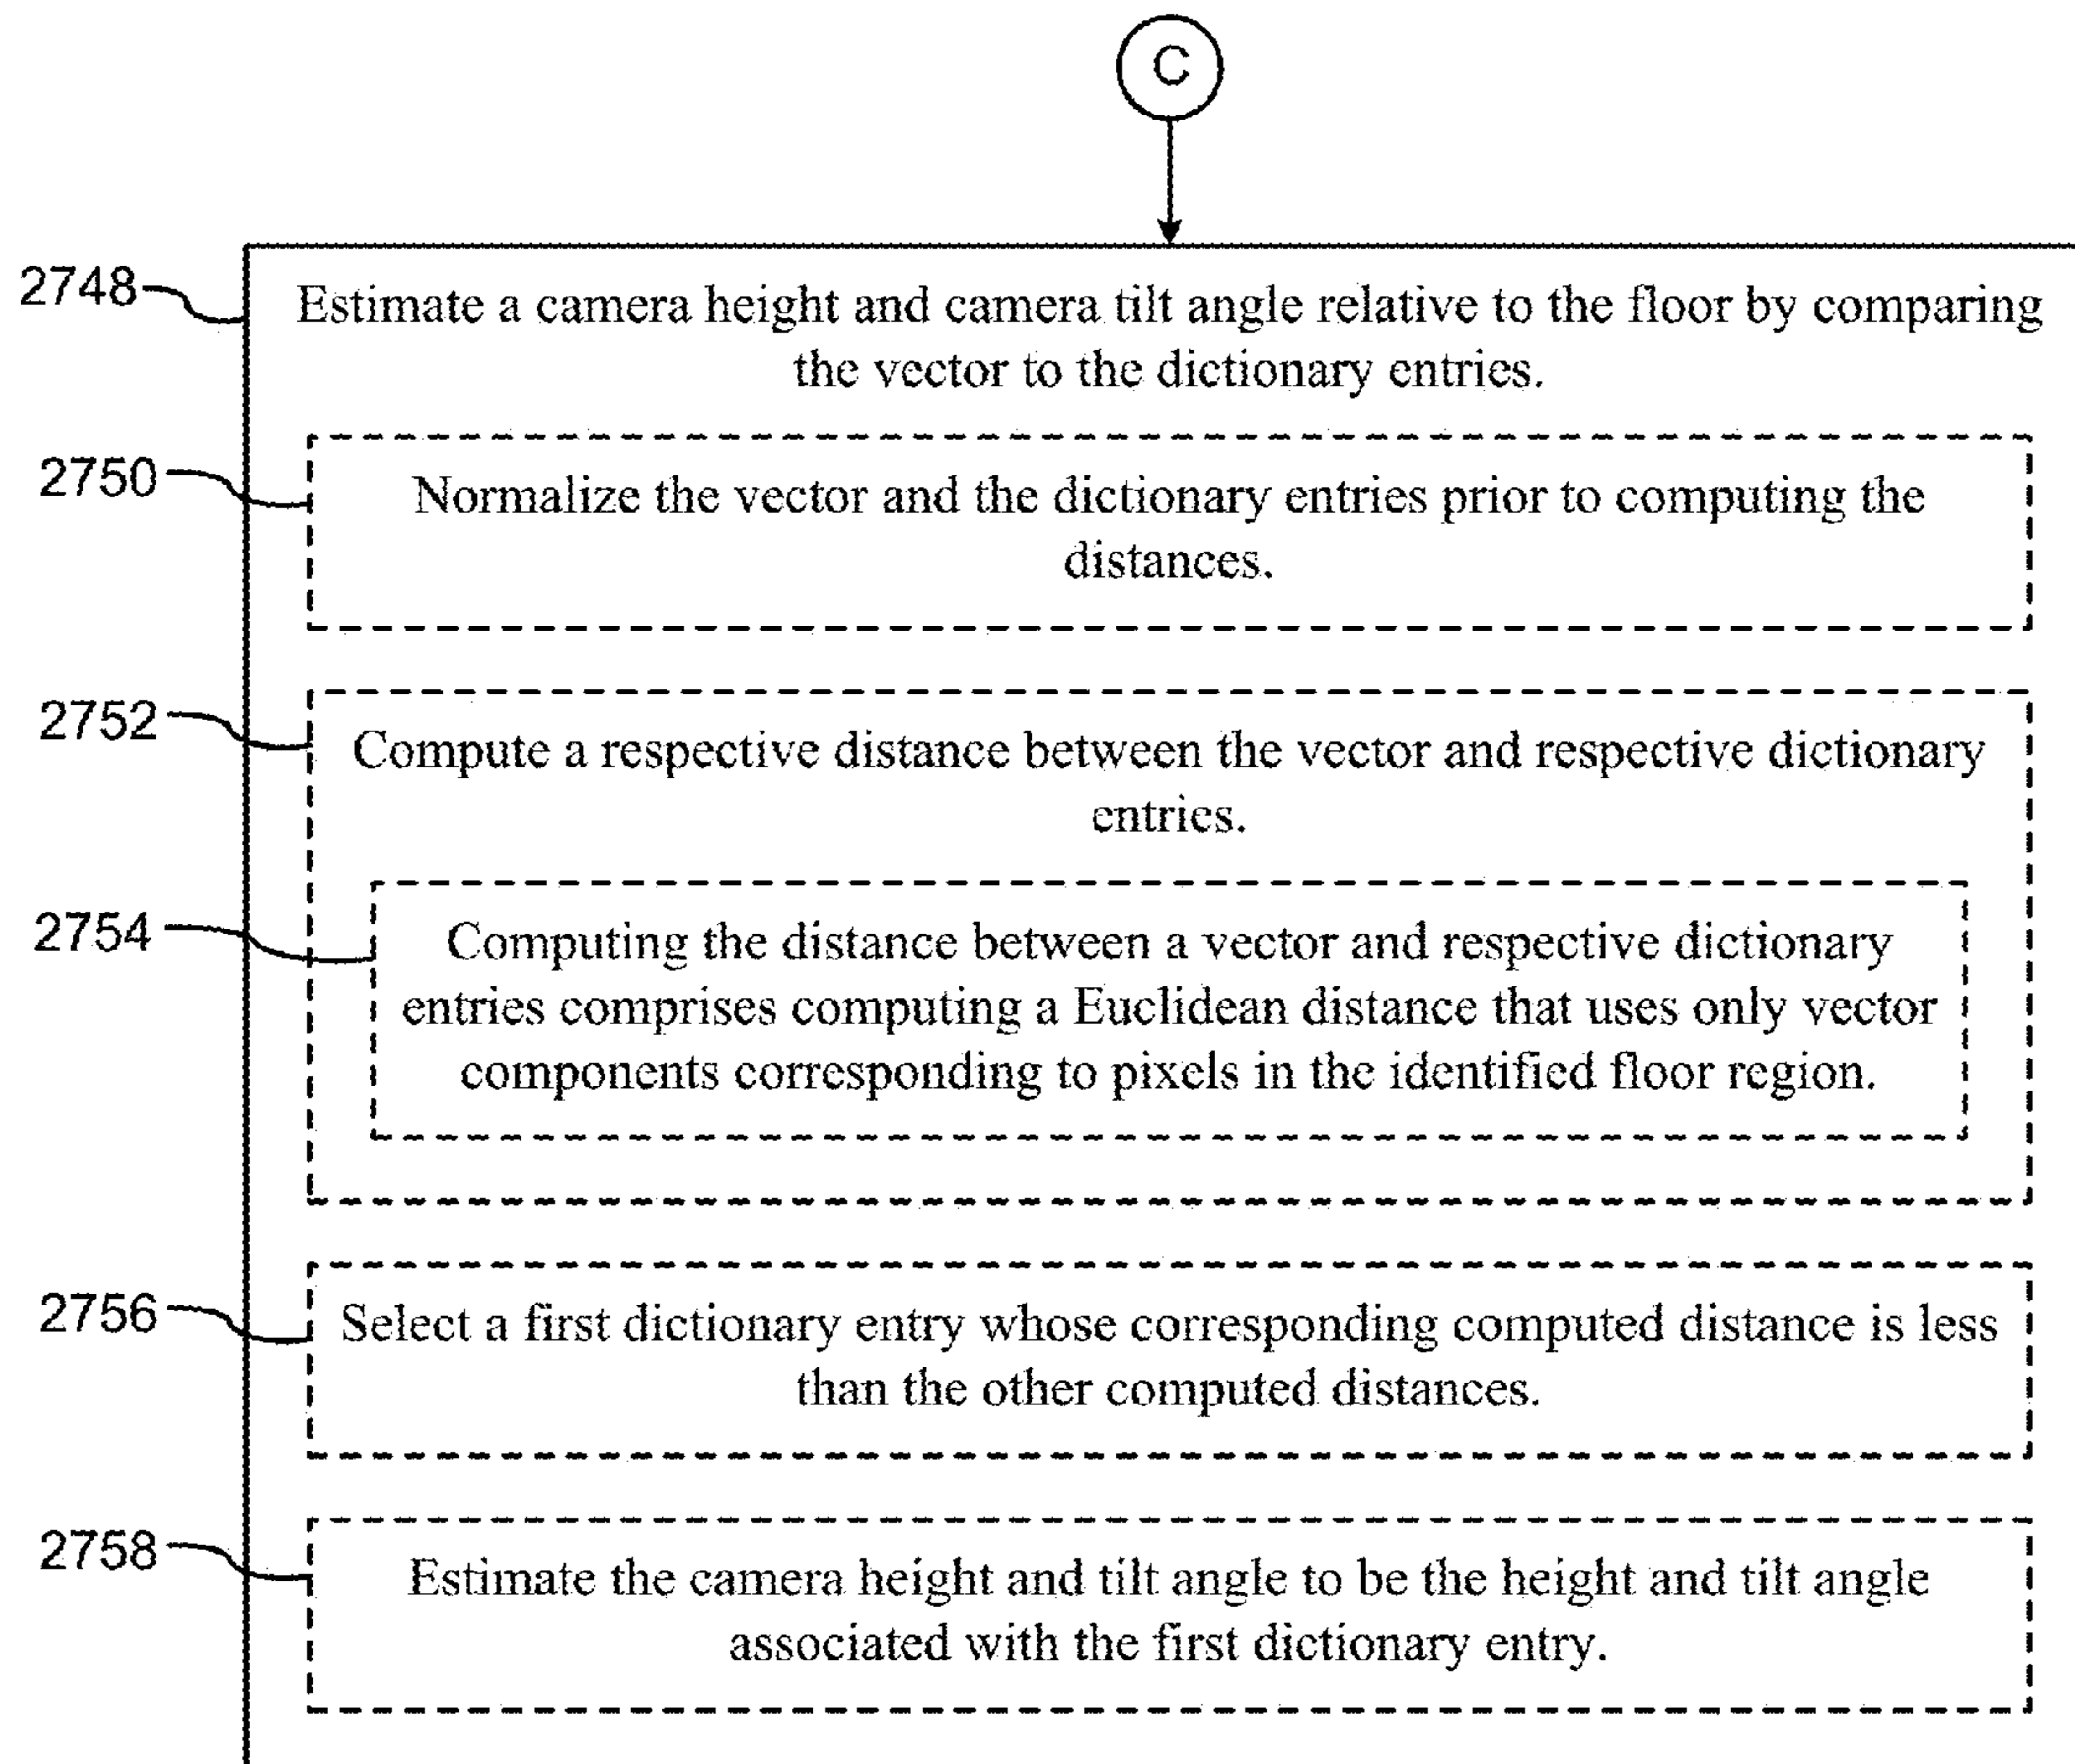 C
2748
Estimate a camera height and camera tilt angle relative to the floor by comparing
the vector to the dictionary entries.
2750
Normalize the vector and the dictionary entries prior to computing the
distances.
2752
Compute a respective distance between the vector and respective dictionary
entries.
2754
Computing the distance between a vector and respective dictionary
entries comprises computing a Euclidean distance that uses only vector
components corresponding to pixels in the identified floor region.
2756
Select a first dictionary entry whose corresponding computed distance is less
than the other computed distances.
2758
Estimate the camera height and tilt angle to be the height and tilt angle
associated with the first dictionary entry.